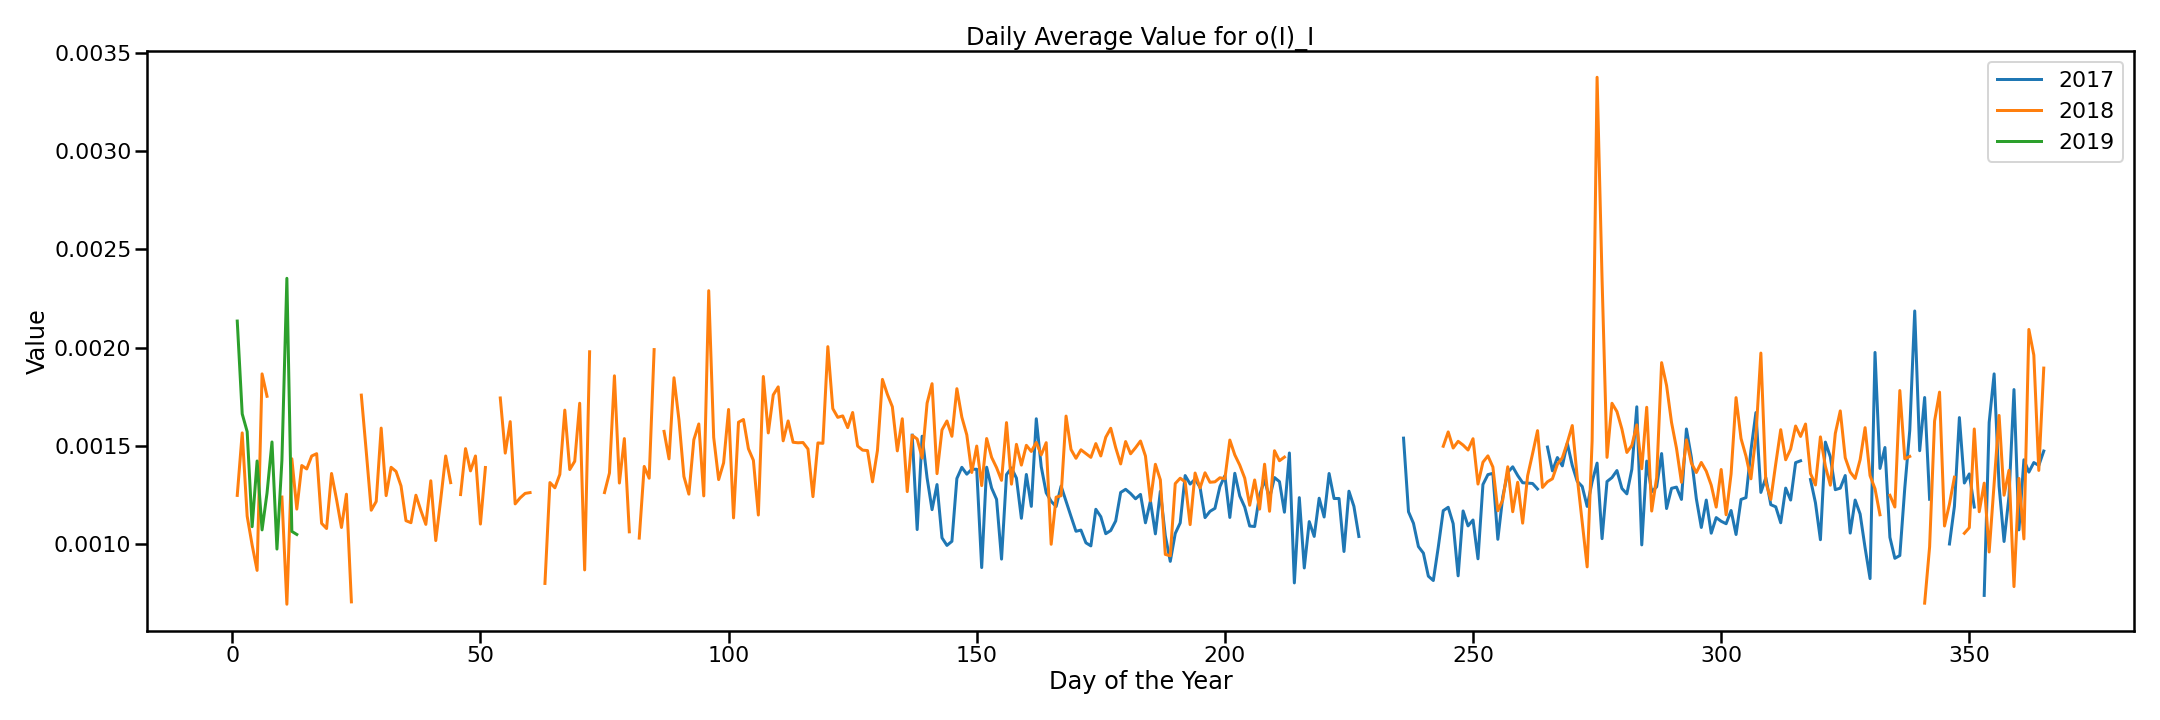 Daily Average Value for o(I)_I
0.0035
0.0030
0.0025
0.0020
0.0015
0.0010
Value
2017
2018
2019
0 50 100 150 200 250 300 350
Day of the Year